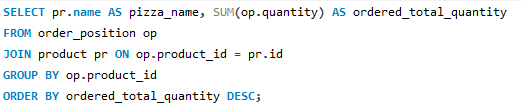 SELECT pr.name AS pizza_name, SUM(op.quantity) AS ordered_total_quantity
FROM order_position op
JOIN product pr ON op.product_id = pr.id
GROUP BY op.product_id
ORDER BY ordered_total_quantity DESC;